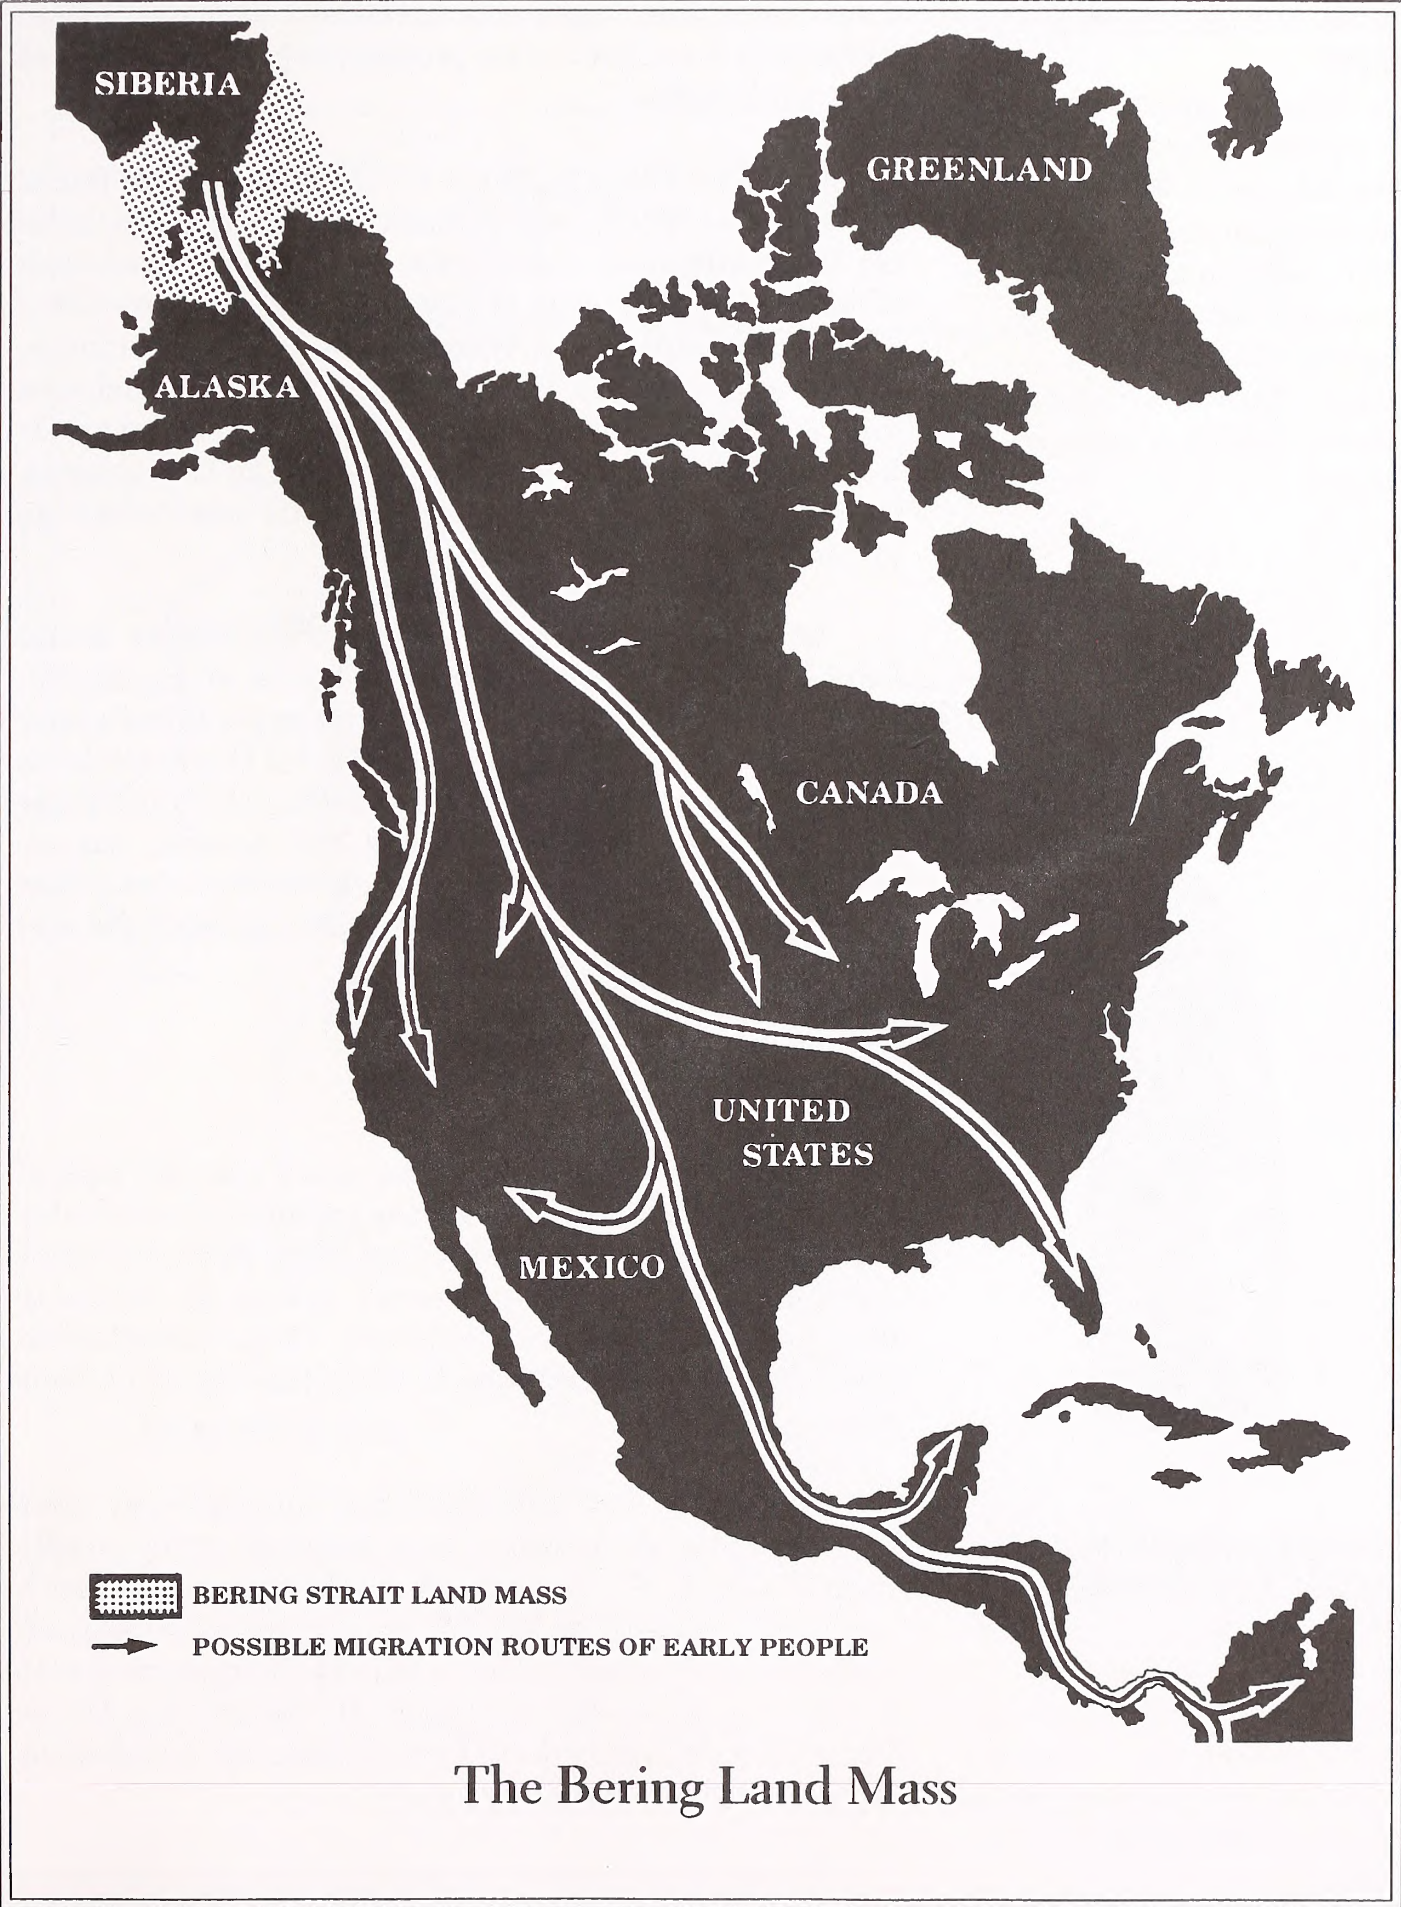 SIBERIA
GREENLAND
ALASKA
CANADA
UNITED
STATES
MEXICO
BERING STRAIT LAND MASS
POSSIBLE MIGRATION ROUTES OF EARLY PEOPLE
The Bering Land Mass